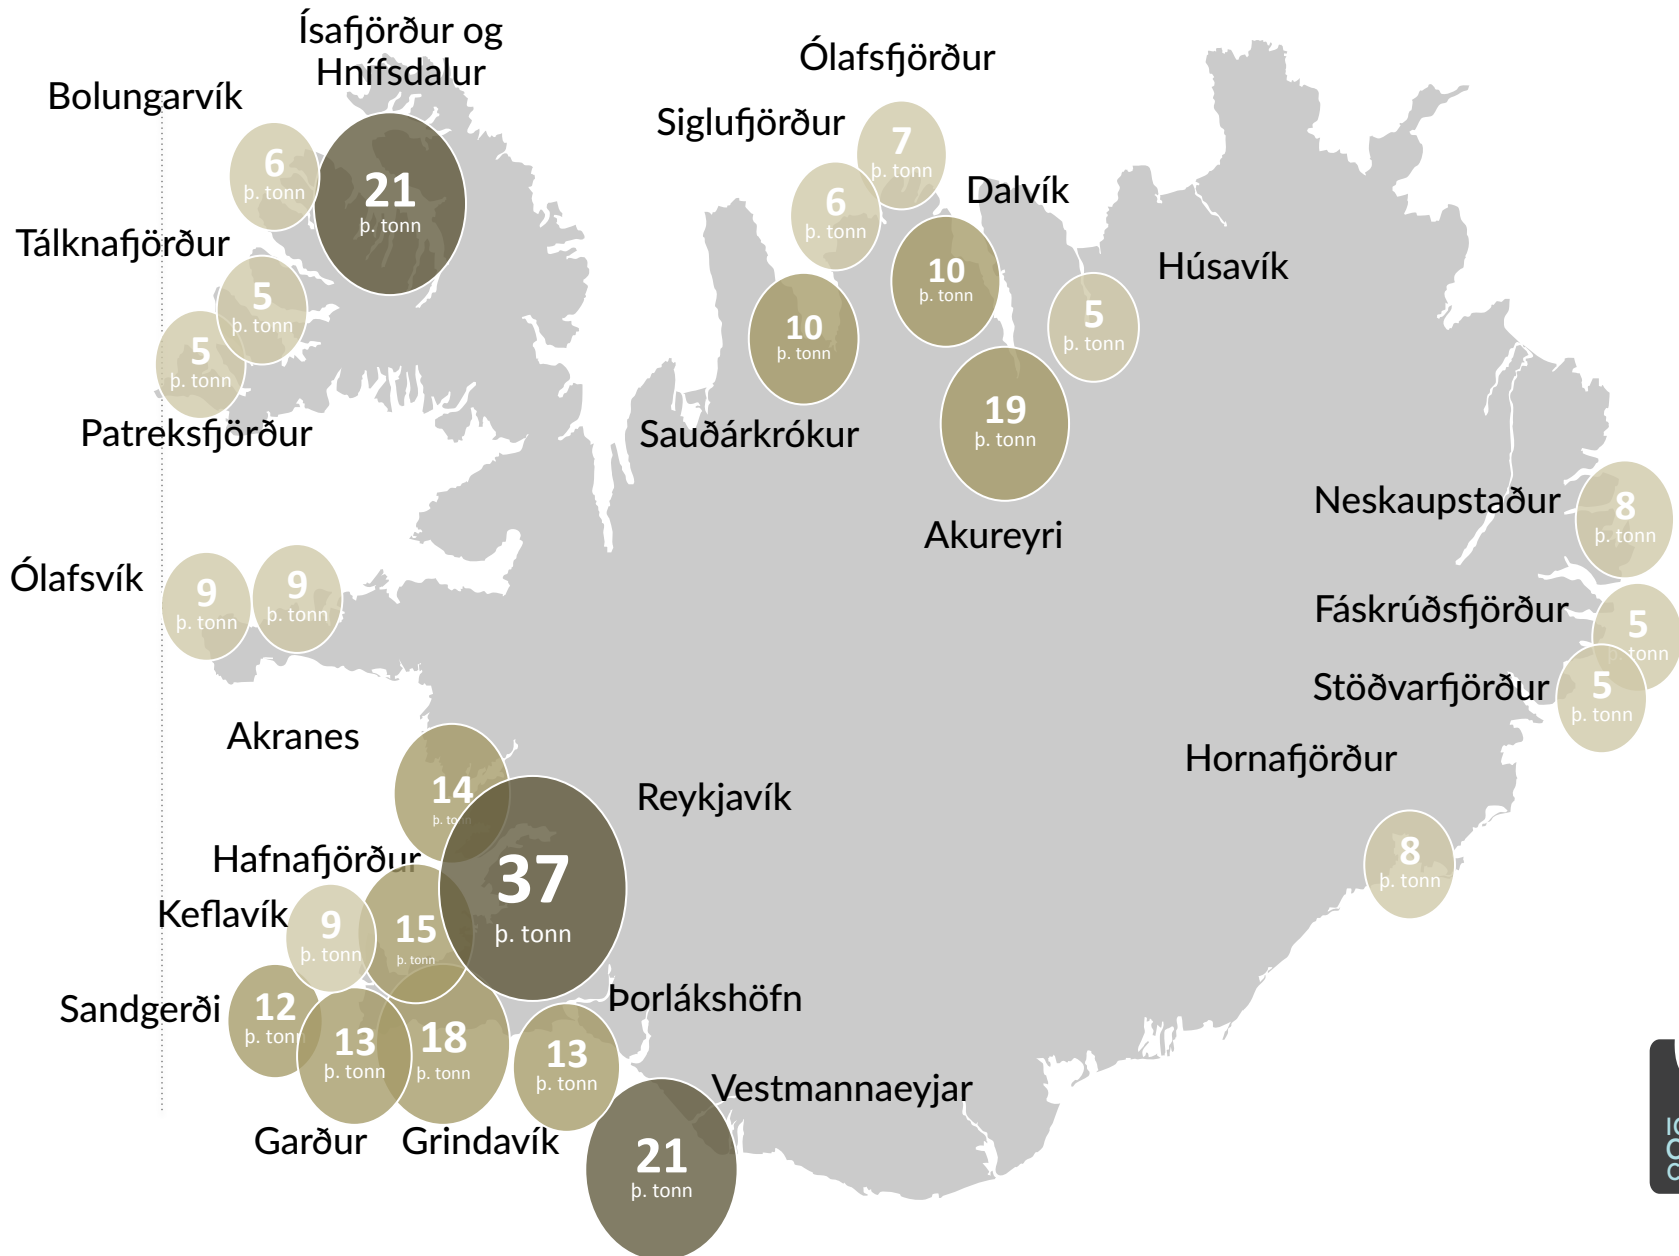 Ísafjörður og
Hnífsdalur
Bolungarvík
6
þ. tonn
21
þ. tonn
Tálknafjörður
5
þ. tonn
5
þ. tonn
Patreksfjörður
Ólafsfjörður
Siglufjörður
7
þ. tonn
6
þ. tonn
Dalvík
10
þ. tonn
Húsavík
5
þ. tonn
10
þ. tonn
Sauðárkrókur
19
þ. tonn
Akureyri
Neskaupstaður
8
þ. tonn
Ólafsvík
9
þ. tonn
9
þ. tonn
Fáskrúðsfjörður
5
þ. tonn
Stöðvarfjörður
5
þ. tonn
Hornafjörður
8
þ. tonn
Akranes
14
þ. tonn
Reykjavík
37
þ. tonn
Hafnafjörður
15
þ. tonn
Keflavík
9
þ. tonn
Sandgerði
12
þ. tonn
13
þ. tonn
Garður
18
þ. tonn
Grindavík
Þorlákshöfn
13
þ. tonn
Vestmannaeyjar
21
þ. tonn